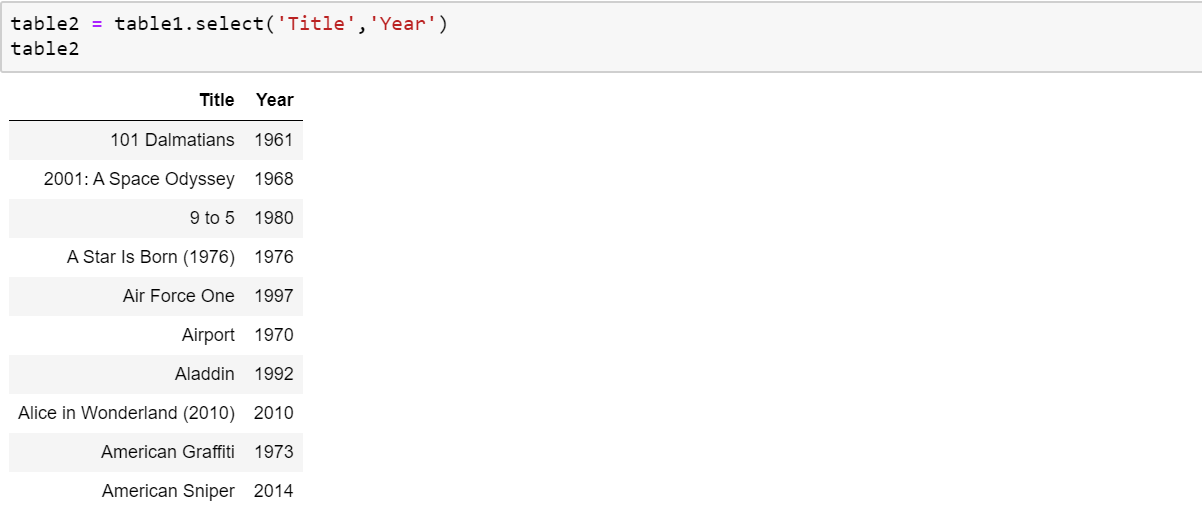 table2 = table1.select('Title','Year')
table2
Title Year
101 Dalmatians 1961
2001: A Space Odyssey 1968
9 to 5 1980
A Star Is Born (1976) 1976
Air Force One 1997
Airport 1970
Aladdin 1992
Alice in Wonderland (2010) 2010
American Graffiti 1973
American Sniper 2014